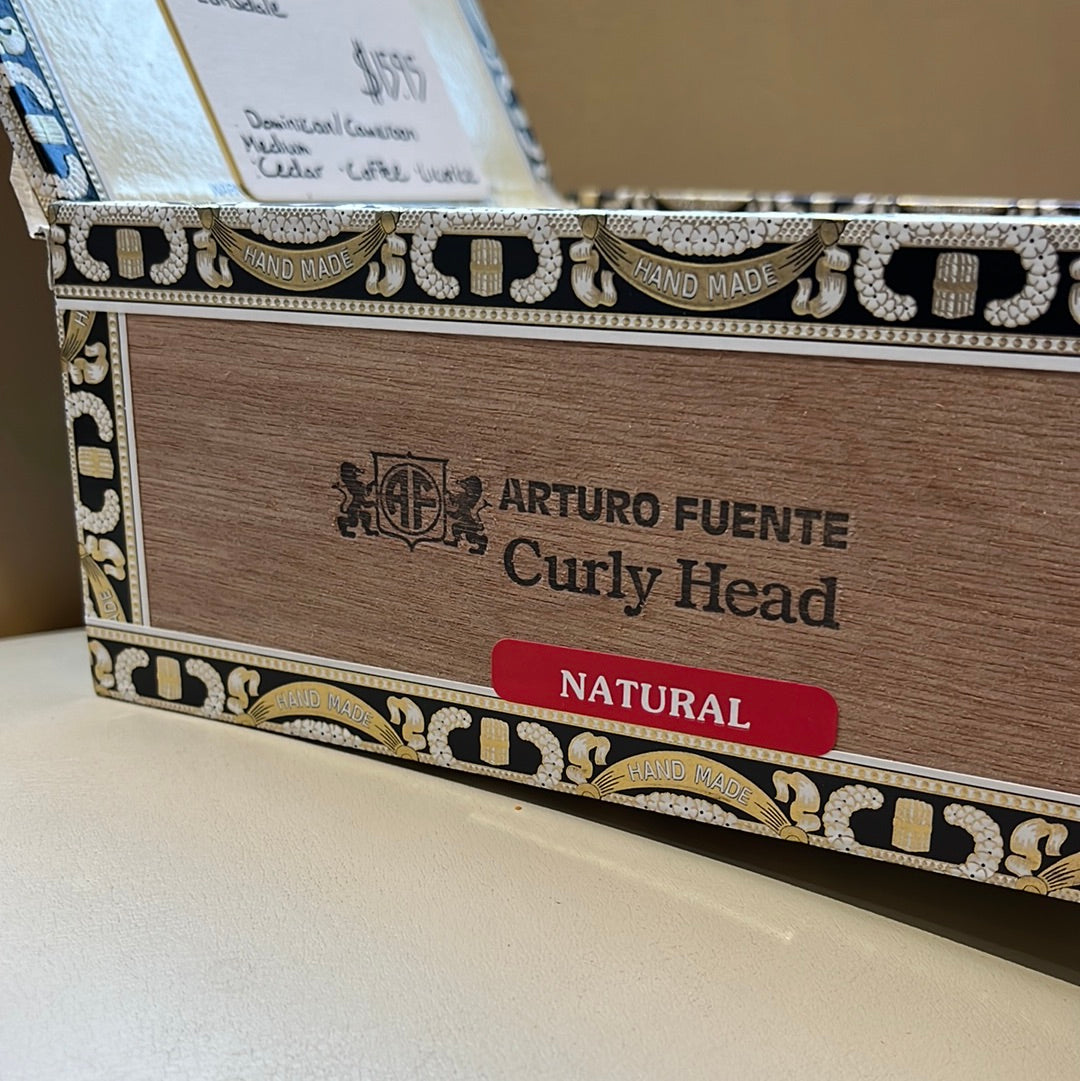 $15.95
Dominican/Cameroon
Medium
·Cedar ·Coffee
HAND MADE
HAND MADE
AF
ARTURO FUENTE
Curly Head
NATURAL
HAND MADE
HAND MADE